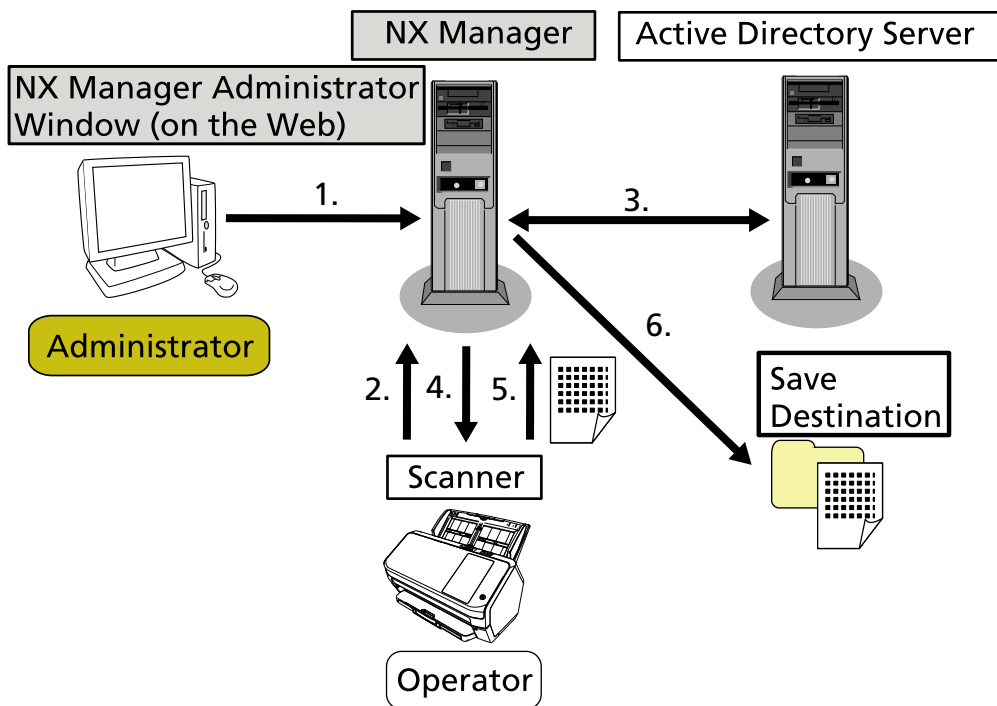 NX Manager
Active Directory Server
NX Manager Administrator
Window (on the Web)
1.
3.
Administrator
6.
2.
4.
5.
Save
Destination
Scanner
Operator